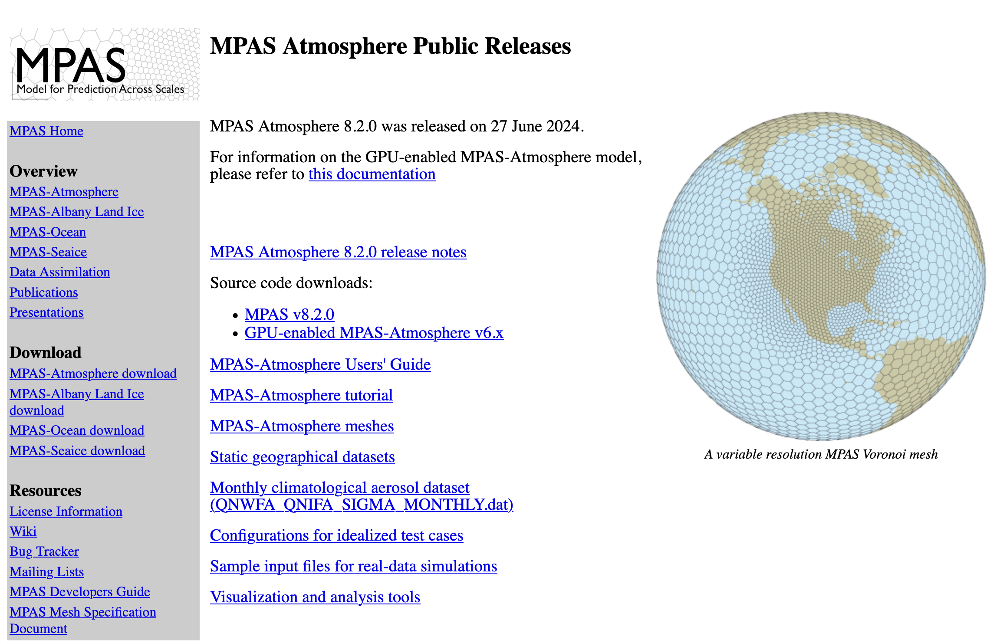 MPAS
Model for Prediction Across Scales
MPAS Atmosphere Public Releases
MPAS Home
Overview
MPAS-Atmosphere
MPAS-Albany Land Ice
MPAS-Ocean
MPAS-Seaice
Data Assimilation
Publications
Presentations
Download
MPAS-Atmosphere download
MPAS-Albany Land Ice
download
MPAS-Ocean download
MPAS-Seaice download
Resources
License Information
Wiki
Bug Tracker
Mailing Lists
MPAS Developers Guide
MPAS Mesh Specification
Document
MPAS Atmosphere 8.2.0 was released on 27 June 2024.
For information on the GPU-enabled MPAS-Atmosphere model,
please refer to this documentation
MPAS Atmosphere 8.2.0 release notes
Source code downloads:
• MPAS v8.2.0
• GPU-enabled MPAS-Atmosphere v6.x
MPAS-Atmosphere Users' Guide
MPAS-Atmosphere tutorial
MPAS-Atmosphere meshes
Static geographical datasets
Monthly climatological aerosol dataset
(QNWFA_QNIFA_SIGMA_MONTHLY.dat)
Configurations for idealized test cases
Sample input files for real-data simulations
Visualization and analysis tools
A variable resolution MPAS Voronoi mesh